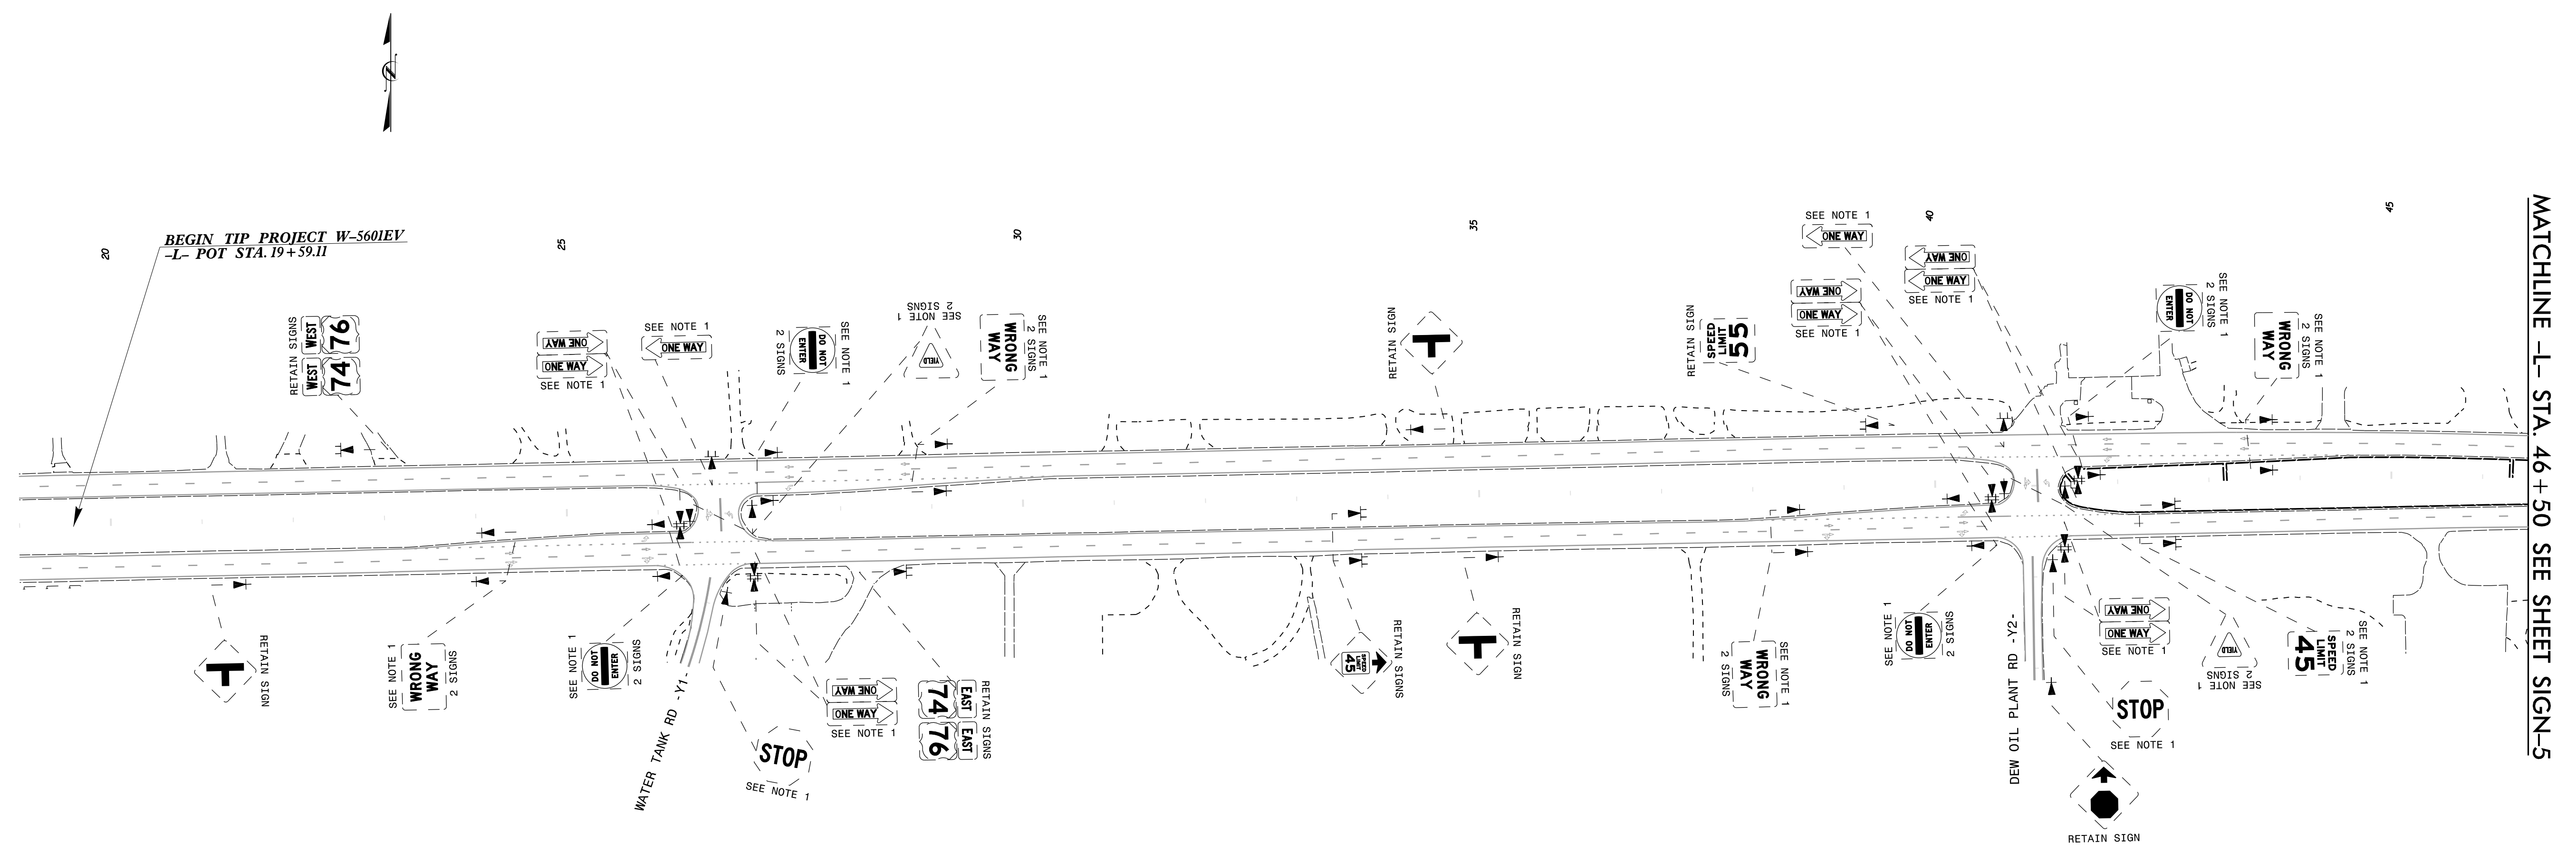 BEGIN TIP PROJECT W-5601EV
-L- POT STA. 19+59.11
20
25
30
35
40
45
MATCHLINE -L- STA. 46+50 SEE SHEET SIGN-5
RETAIN SIGNS
WEST
74
WEST
76
ONE WAY
ONE WAY
SEE NOTE 1
SEE NOTE 1
ONE WAY
2 SIGNS
DO NOT
ENTER
SEE NOTE 1
SEE NOTE 1
2 SIGNS
YIELD
WRONG
WAY
2 SIGNS
SEE NOTE 1
RETAIN SIGN
RETAIN SIGN
SPEED
LIMIT
55
SEE NOTE 1
ONE WAY
ONE WAY
ONE WAY
SEE NOTE 1
ONE WAY
ONE WAY
SEE NOTE 1
DO NOT
ENTER
2 SIGNS
SEE NOTE 1
WRONG
WAY
2 SIGNS
SEE NOTE 1
RETAIN SIGN
SEE NOTE 1
WRONG
WAY
2 SIGNS
SEE NOTE 1
DO NOT
ENTER
2 SIGNS
WATER TANK RD -Y1-
STOP
SEE NOTE 1
ONE WAY
ONE WAY
SEE NOTE 1
74
EAST
76
EAST
RETAIN SIGNS
SPEED
LIMIT
45
RETAIN SIGNS
RETAIN SIGN
2 SIGNS
WRONG
WAY
SEE NOTE 1
SEE NOTE 1
DO NOT
ENTER
2 SIGNS
DEW OIL PLANT RD -Y2-
ONE WAY
ONE WAY
SEE NOTE 1
STOP
SEE NOTE 1
YIELD
2 SIGNS
SEE NOTE 1
SPEED
LIMIT
45
2 SIGNS
SEE NOTE 1
RETAIN SIGN